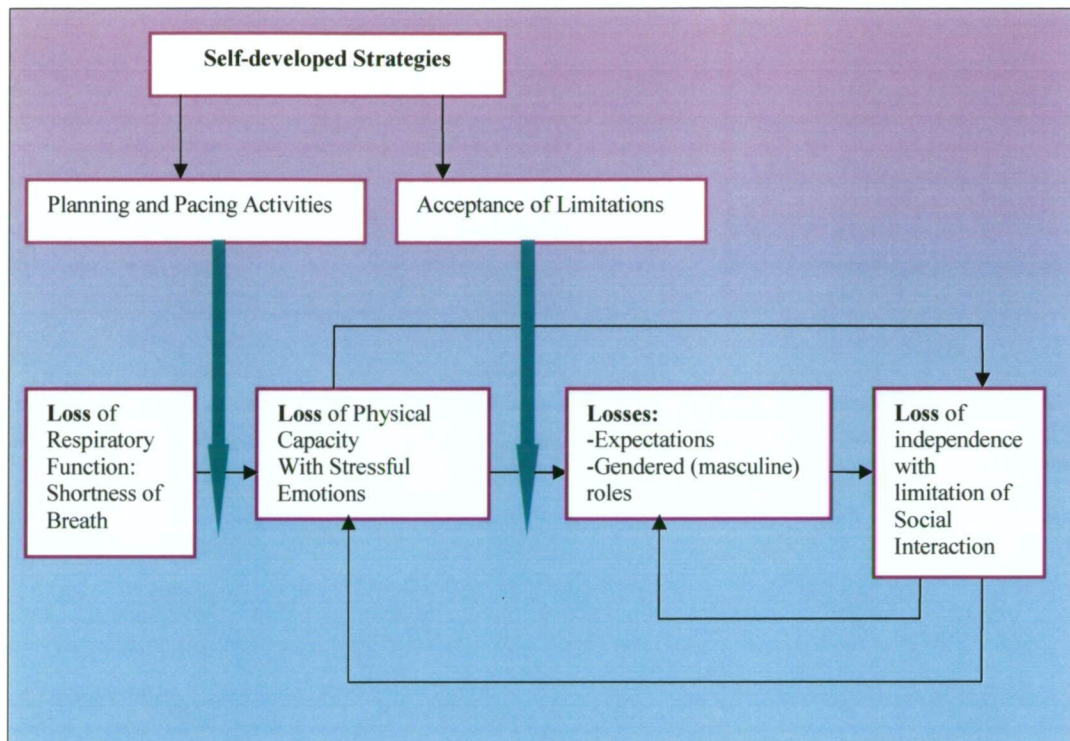 Self-developed Strategies
Planning and Pacing Activities
Acceptance of Limitations
Loss of
Respiratory
Function:
Shortness of
Breath
Loss of Physical
Capacity
With Stressful
Emotions
Losses:
-Expectations
-Gendered (masculine)
roles
Loss of
independence
with
limitation of
Social
Interaction